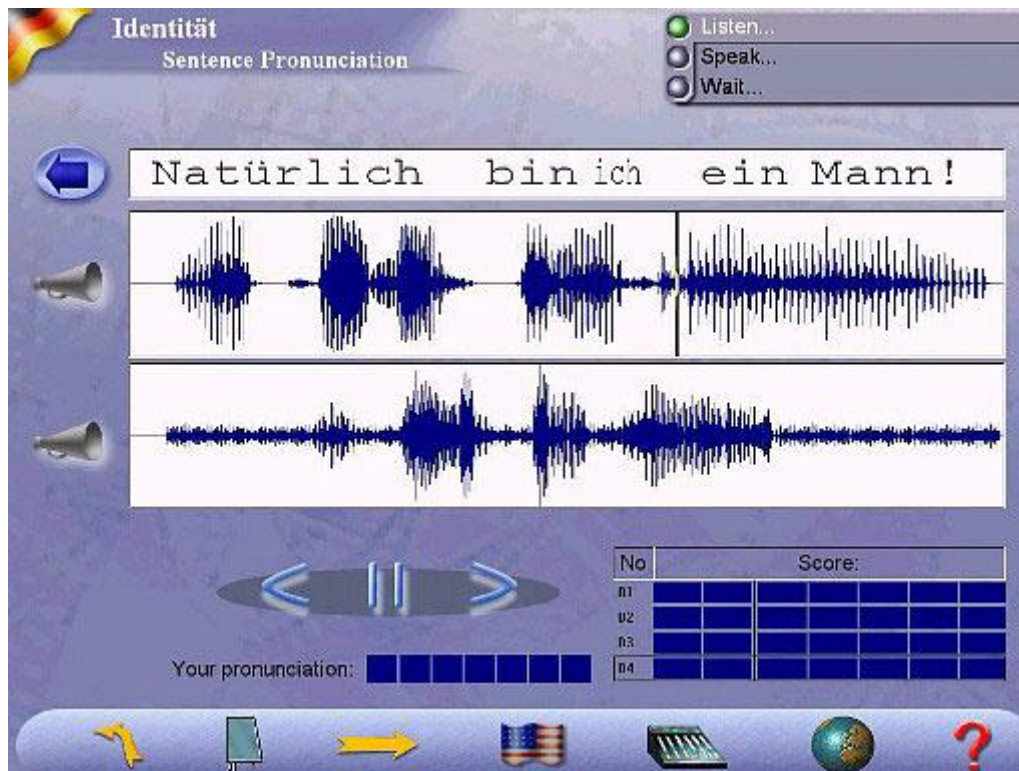 Identität
Sentence Pronunciation
Listen...
Speak...
Wait...
Natürlich bin ich ein Mann!
No Score:
01
02
03
04
Your pronunciation:
?